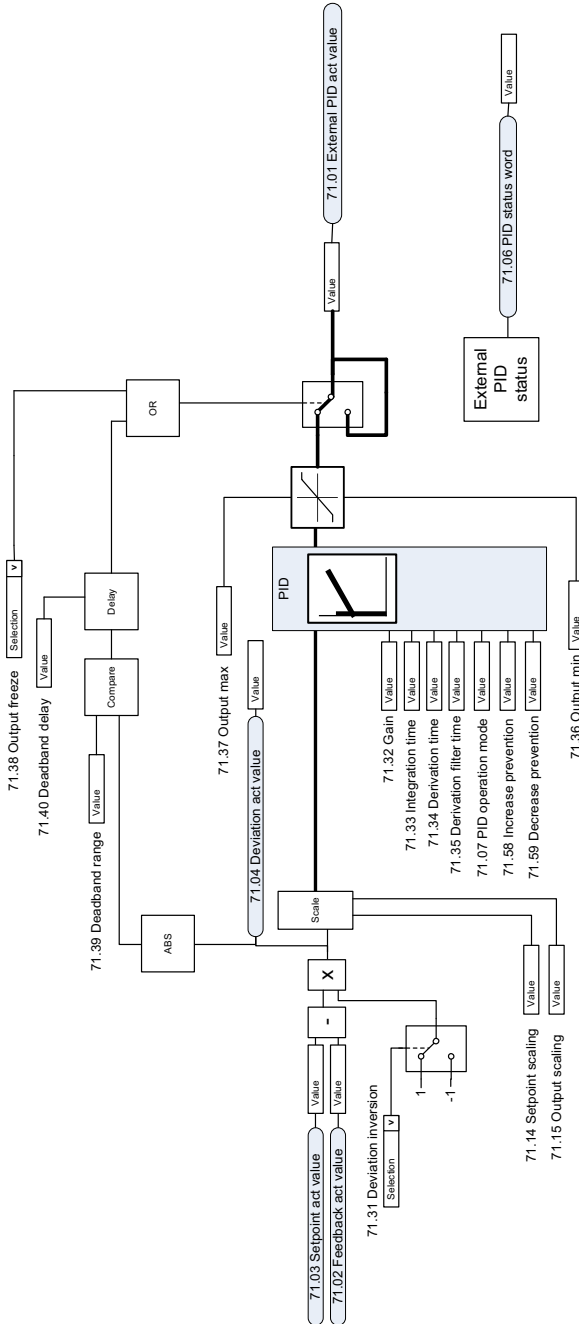 71.38 Output freeze
Selection
v
71.40 Deadband delay
Value
71.39 Deadband range
Value
Compare
Delay
OR
ABS
71.04 Deviation act value
Value
71.37 Output max
Value
71.03 Setpoint act value
Value
71.02 Feedback act value
Value
-
X
Scale
PID
Value
71.01 External PID act value
71.31 Deviation inversion
Selection
v
1
-1
71.14 Setpoint scaling
Value
71.15 Output scaling
Value
71.32 Gain
Value
71.33 Integration time
Value
71.34 Derivation time
Value
71.35 Derivation filter time
Value
71.07 PID operation mode
Value
71.58 Increase prevention
Value
71.59 Decrease prevention
Value
71.36 Output min
Value
External
PID
status
71.06 PID status word
Value